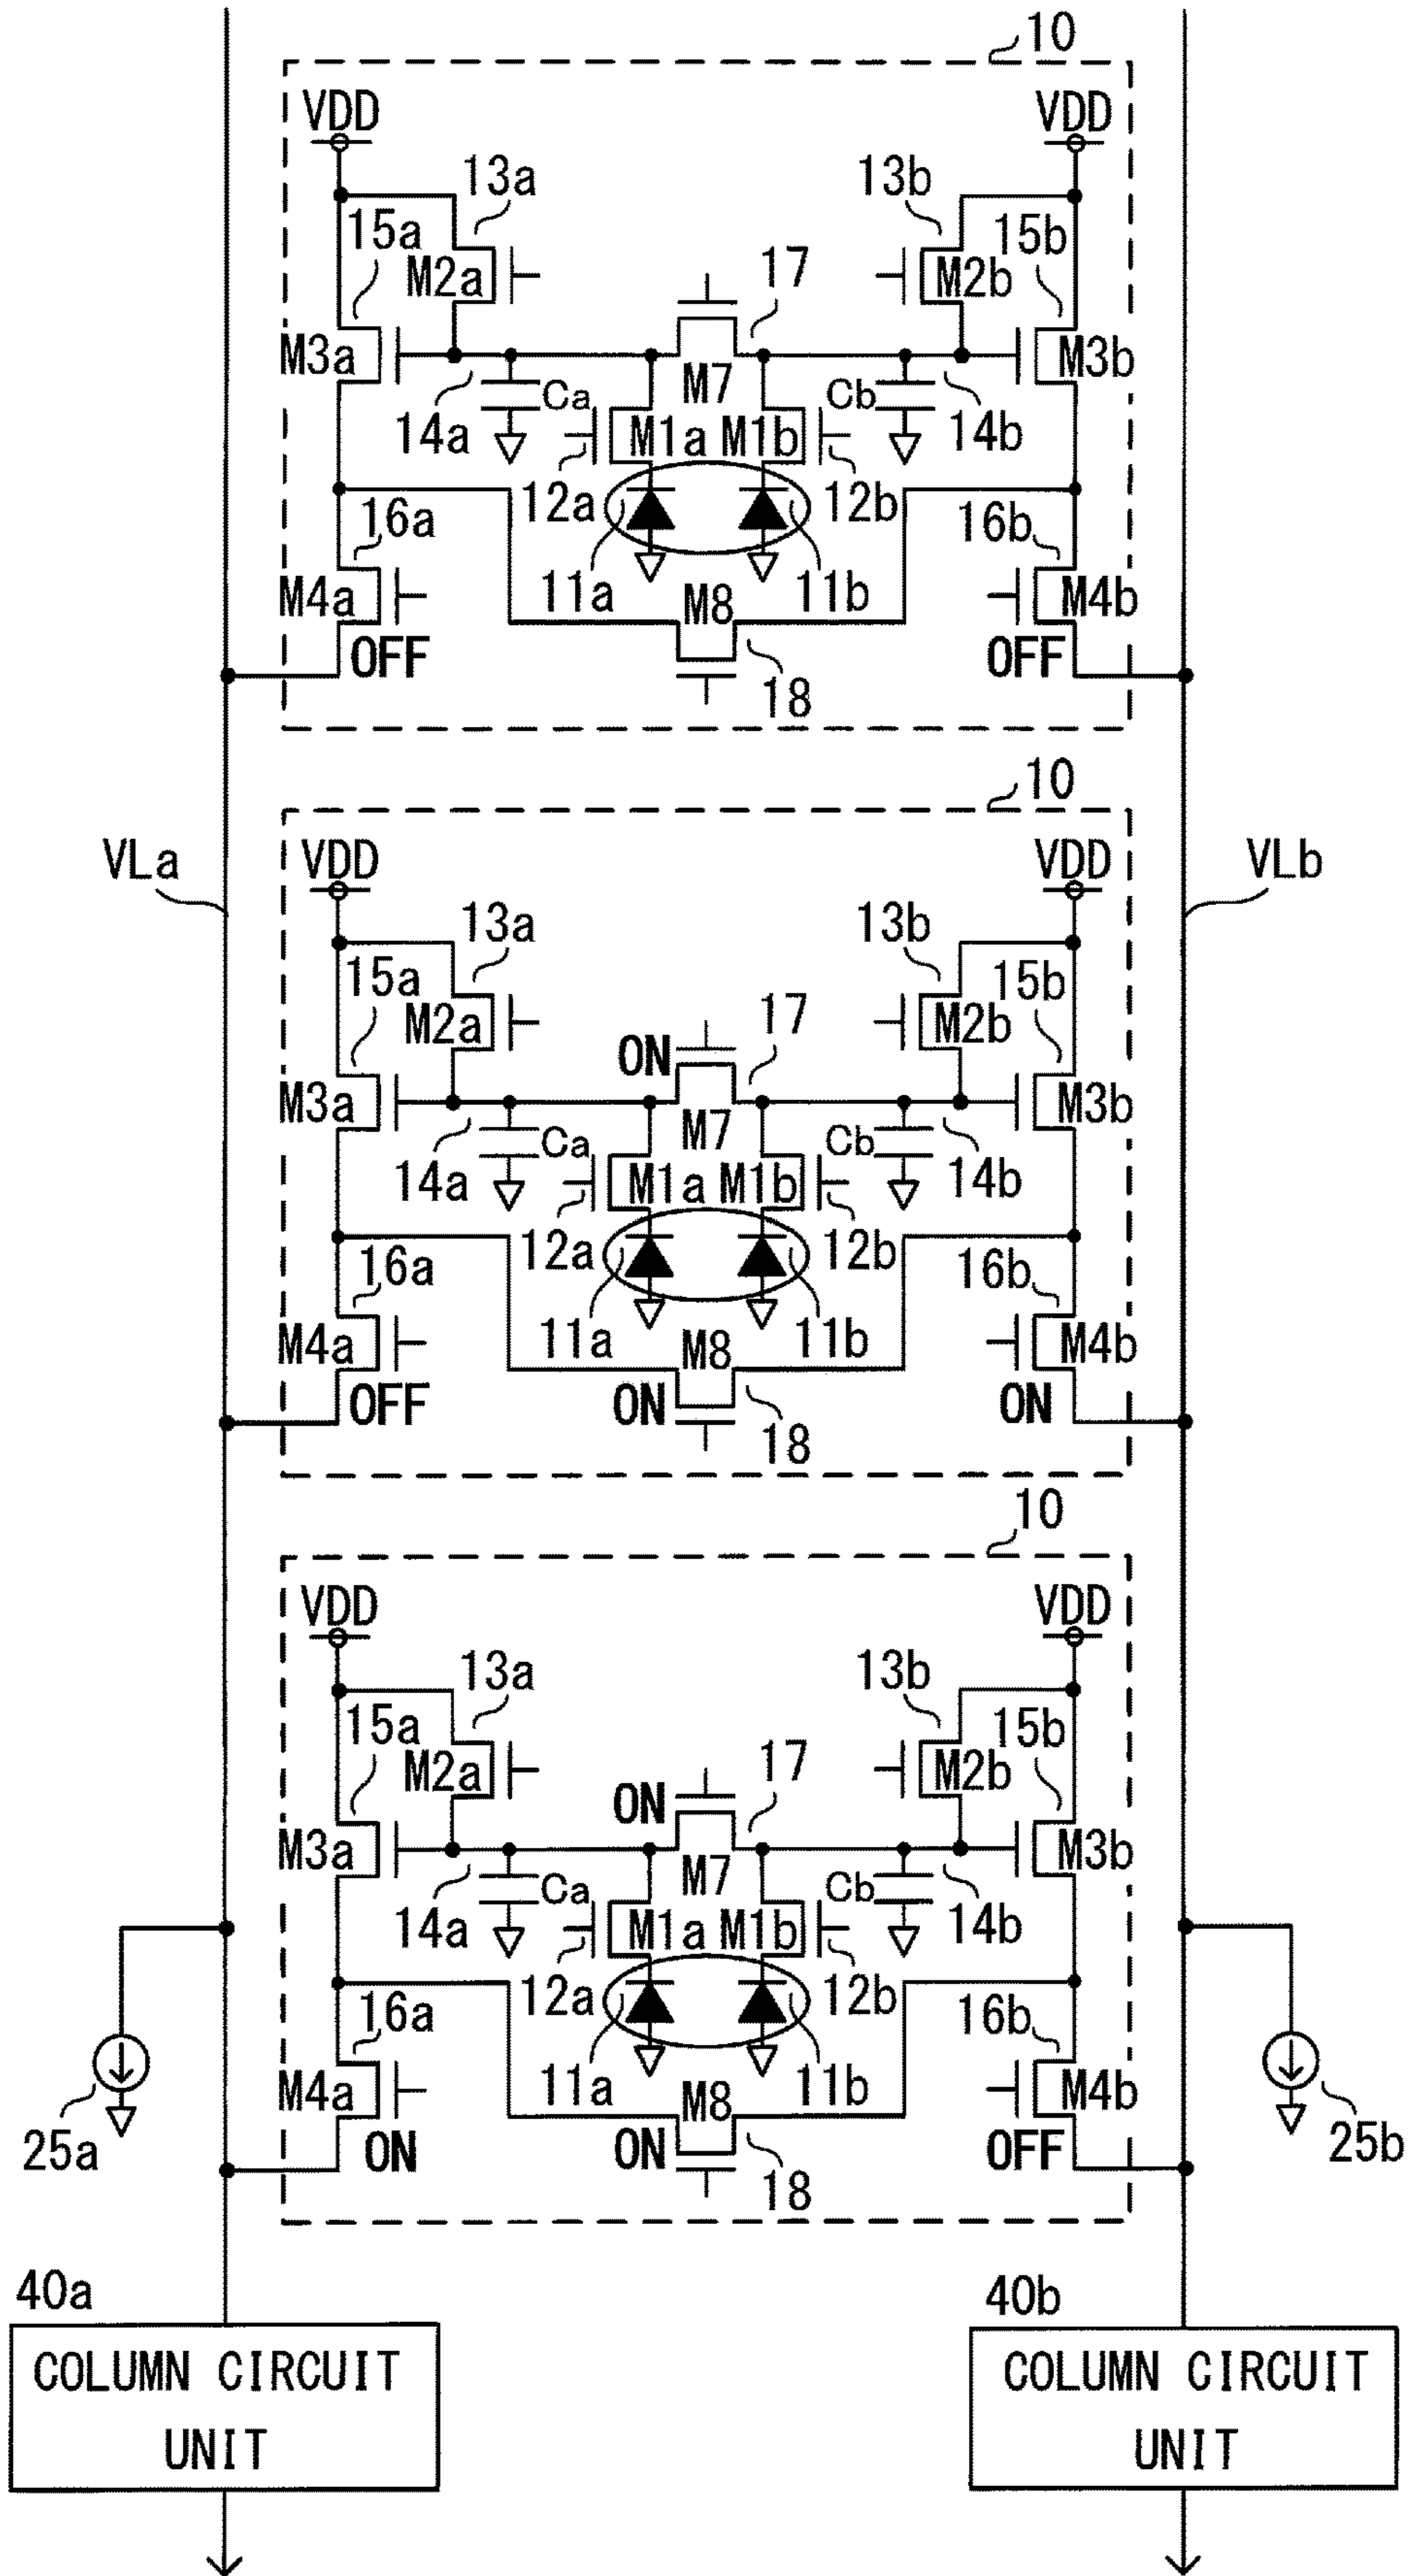 10
VDD VDD
13a 13b
15a 15b
M2a 17 M2b
M3a M7 M3b
Ca Cb
14a M1a M1b 14b
12a 12b
16a 16b
11a M8 11b
M4a M4b
OFF OFF
18
10
VLa VDD VDD VLb
13a 13b
15a 15b
M2a 17 M2b
ON
M3a M7 M3b
Ca Cb
14a M1a M1b 14b
12a 12b
16a 16b
11a M8 11b
M4a M4b
OFF ON ON
18
10
VDD VDD
13a 13b
15a 15b
M2a 17 M2b
ON
M3a M7 M3b
Ca Cb
14a M1a M1b 14b
12a 12b
16a 16b
11a M8 11b
M4a M4b
25a ON ON OFF 25b
18
40a 40b
COLUMN CIRCUIT
UNIT
COLUMN CIRCUIT
UNIT